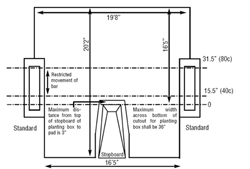 19'8"
20'2"
16'5"
31.5" (80c)
Restricted
movement of
bar
15.5" (40c)
0
Maximum dis-
tance from top
of stopboard of
planting box to
pad is 3"
Maximum width
across bottom of
cutout for planting
box shall be 36"
Standard
Standard
Stopboard
16'5"